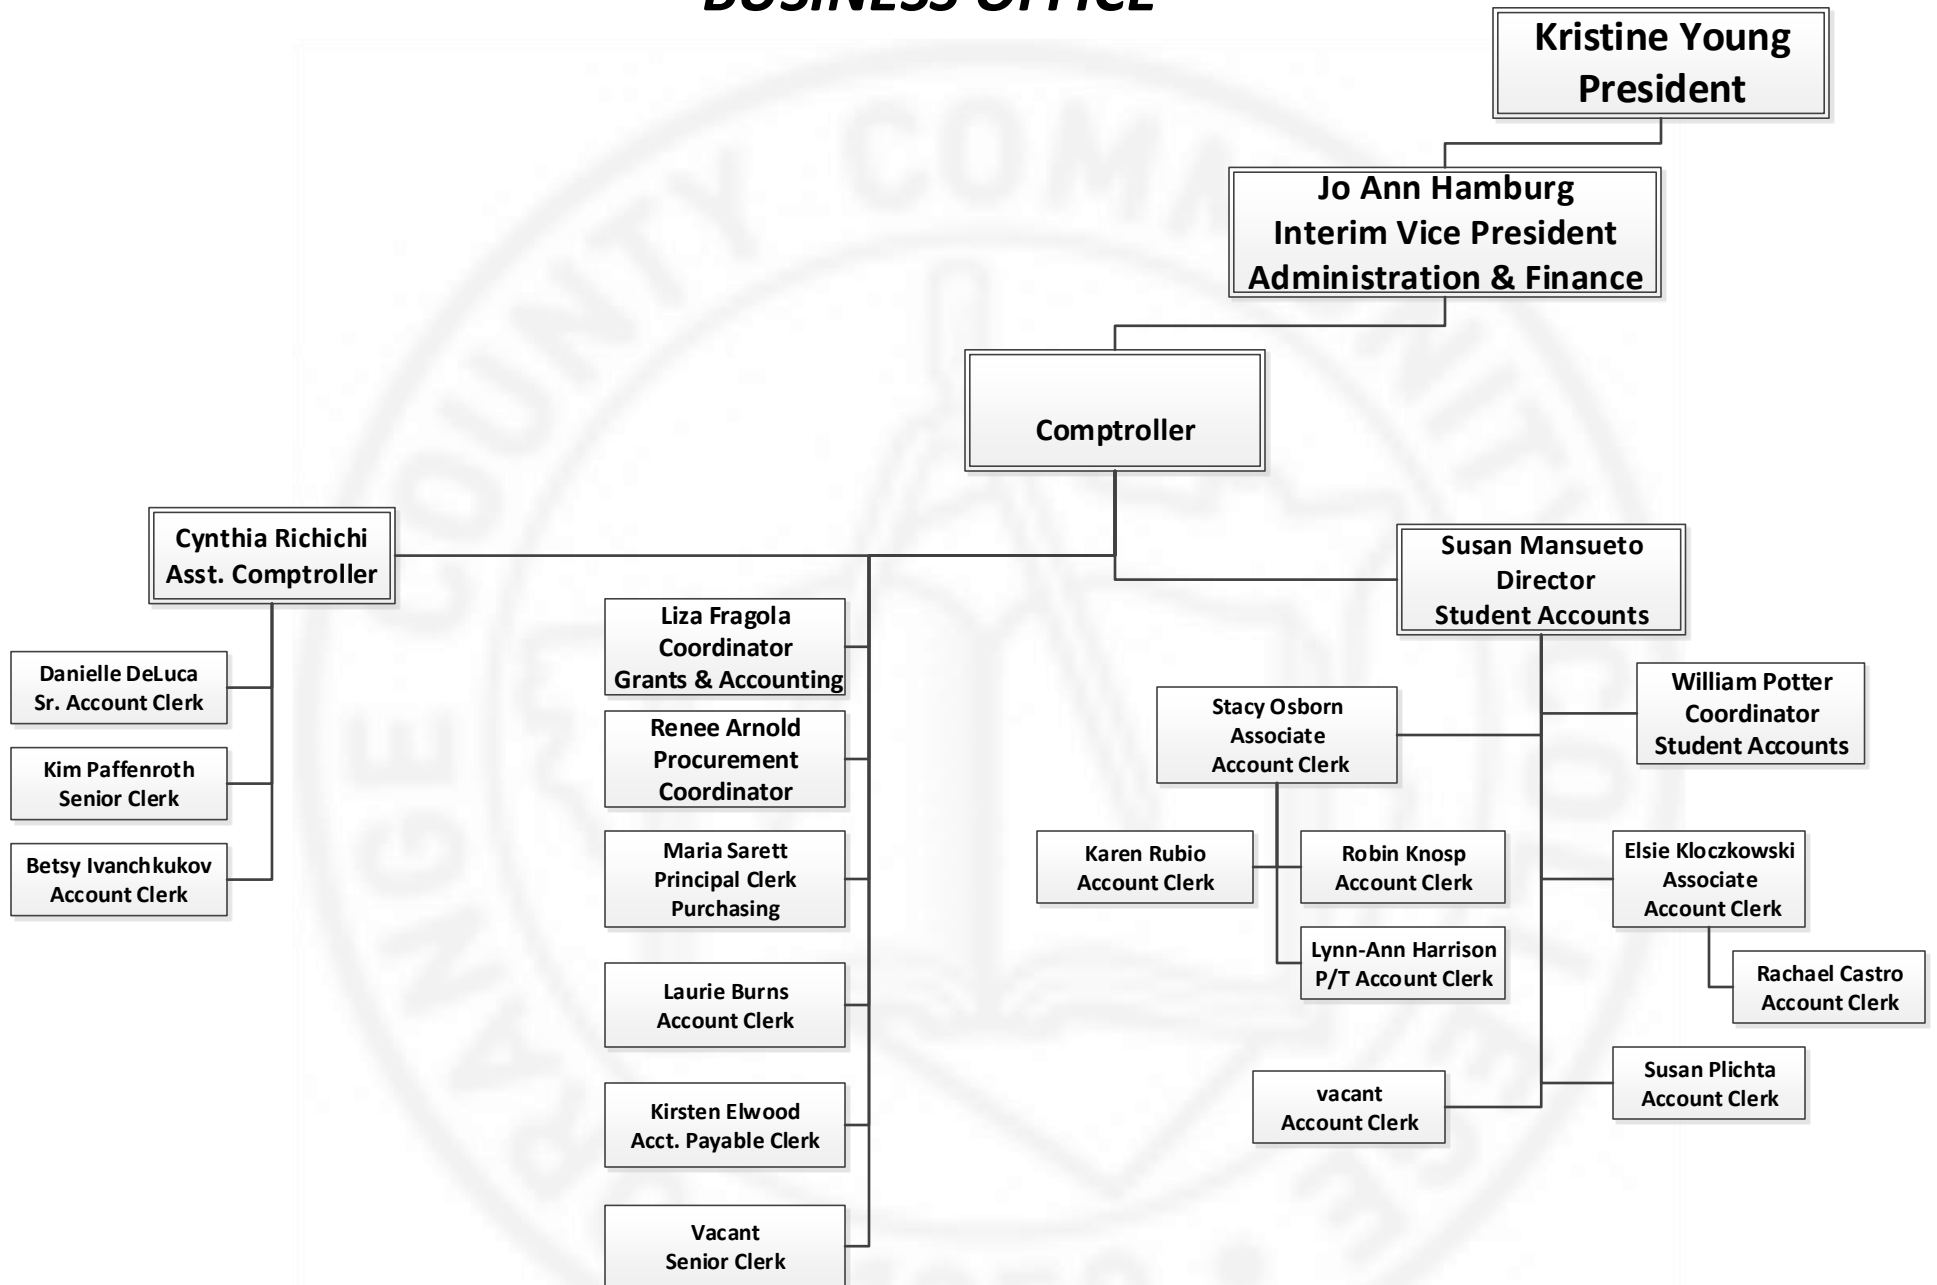 BUSINESS OFFICE
Kristine Young
President
Jo Ann Hamburg
Interim Vice President
Administration & Finance
Comptroller
Cynthia Richichi
Asst. Comptroller
Danielle DeLuca
Sr. Account Clerk
Kim Paffenroth
Senior Clerk
Betsy Ivanchkukov
Account Clerk
Liza Fragola
Coordinator
Grants & Accounting
Renee Arnold
Procurement
Coordinator
Maria Sarett
Principal Clerk
Purchasing
Laurie Burns
Account Clerk
Kirsten Elwood
Acct. Payable Clerk
Vacant
Senior Clerk
Susan Mansueto
Director
Student Accounts
William Potter
Coordinator
Student Accounts
Stacy Osborn
Associate
Account Clerk
Karen Rubio
Account Clerk
Robin Knosp
Account Clerk
Lynn-Ann Harrison
P/T Account Clerk
Elsie Kloczkowski
Associate
Account Clerk
Rachael Castro
Account Clerk
Susan Plichta
Account Clerk
vacant
Account Clerk
RANGE COUNTY COMMUNITY COLLEGE